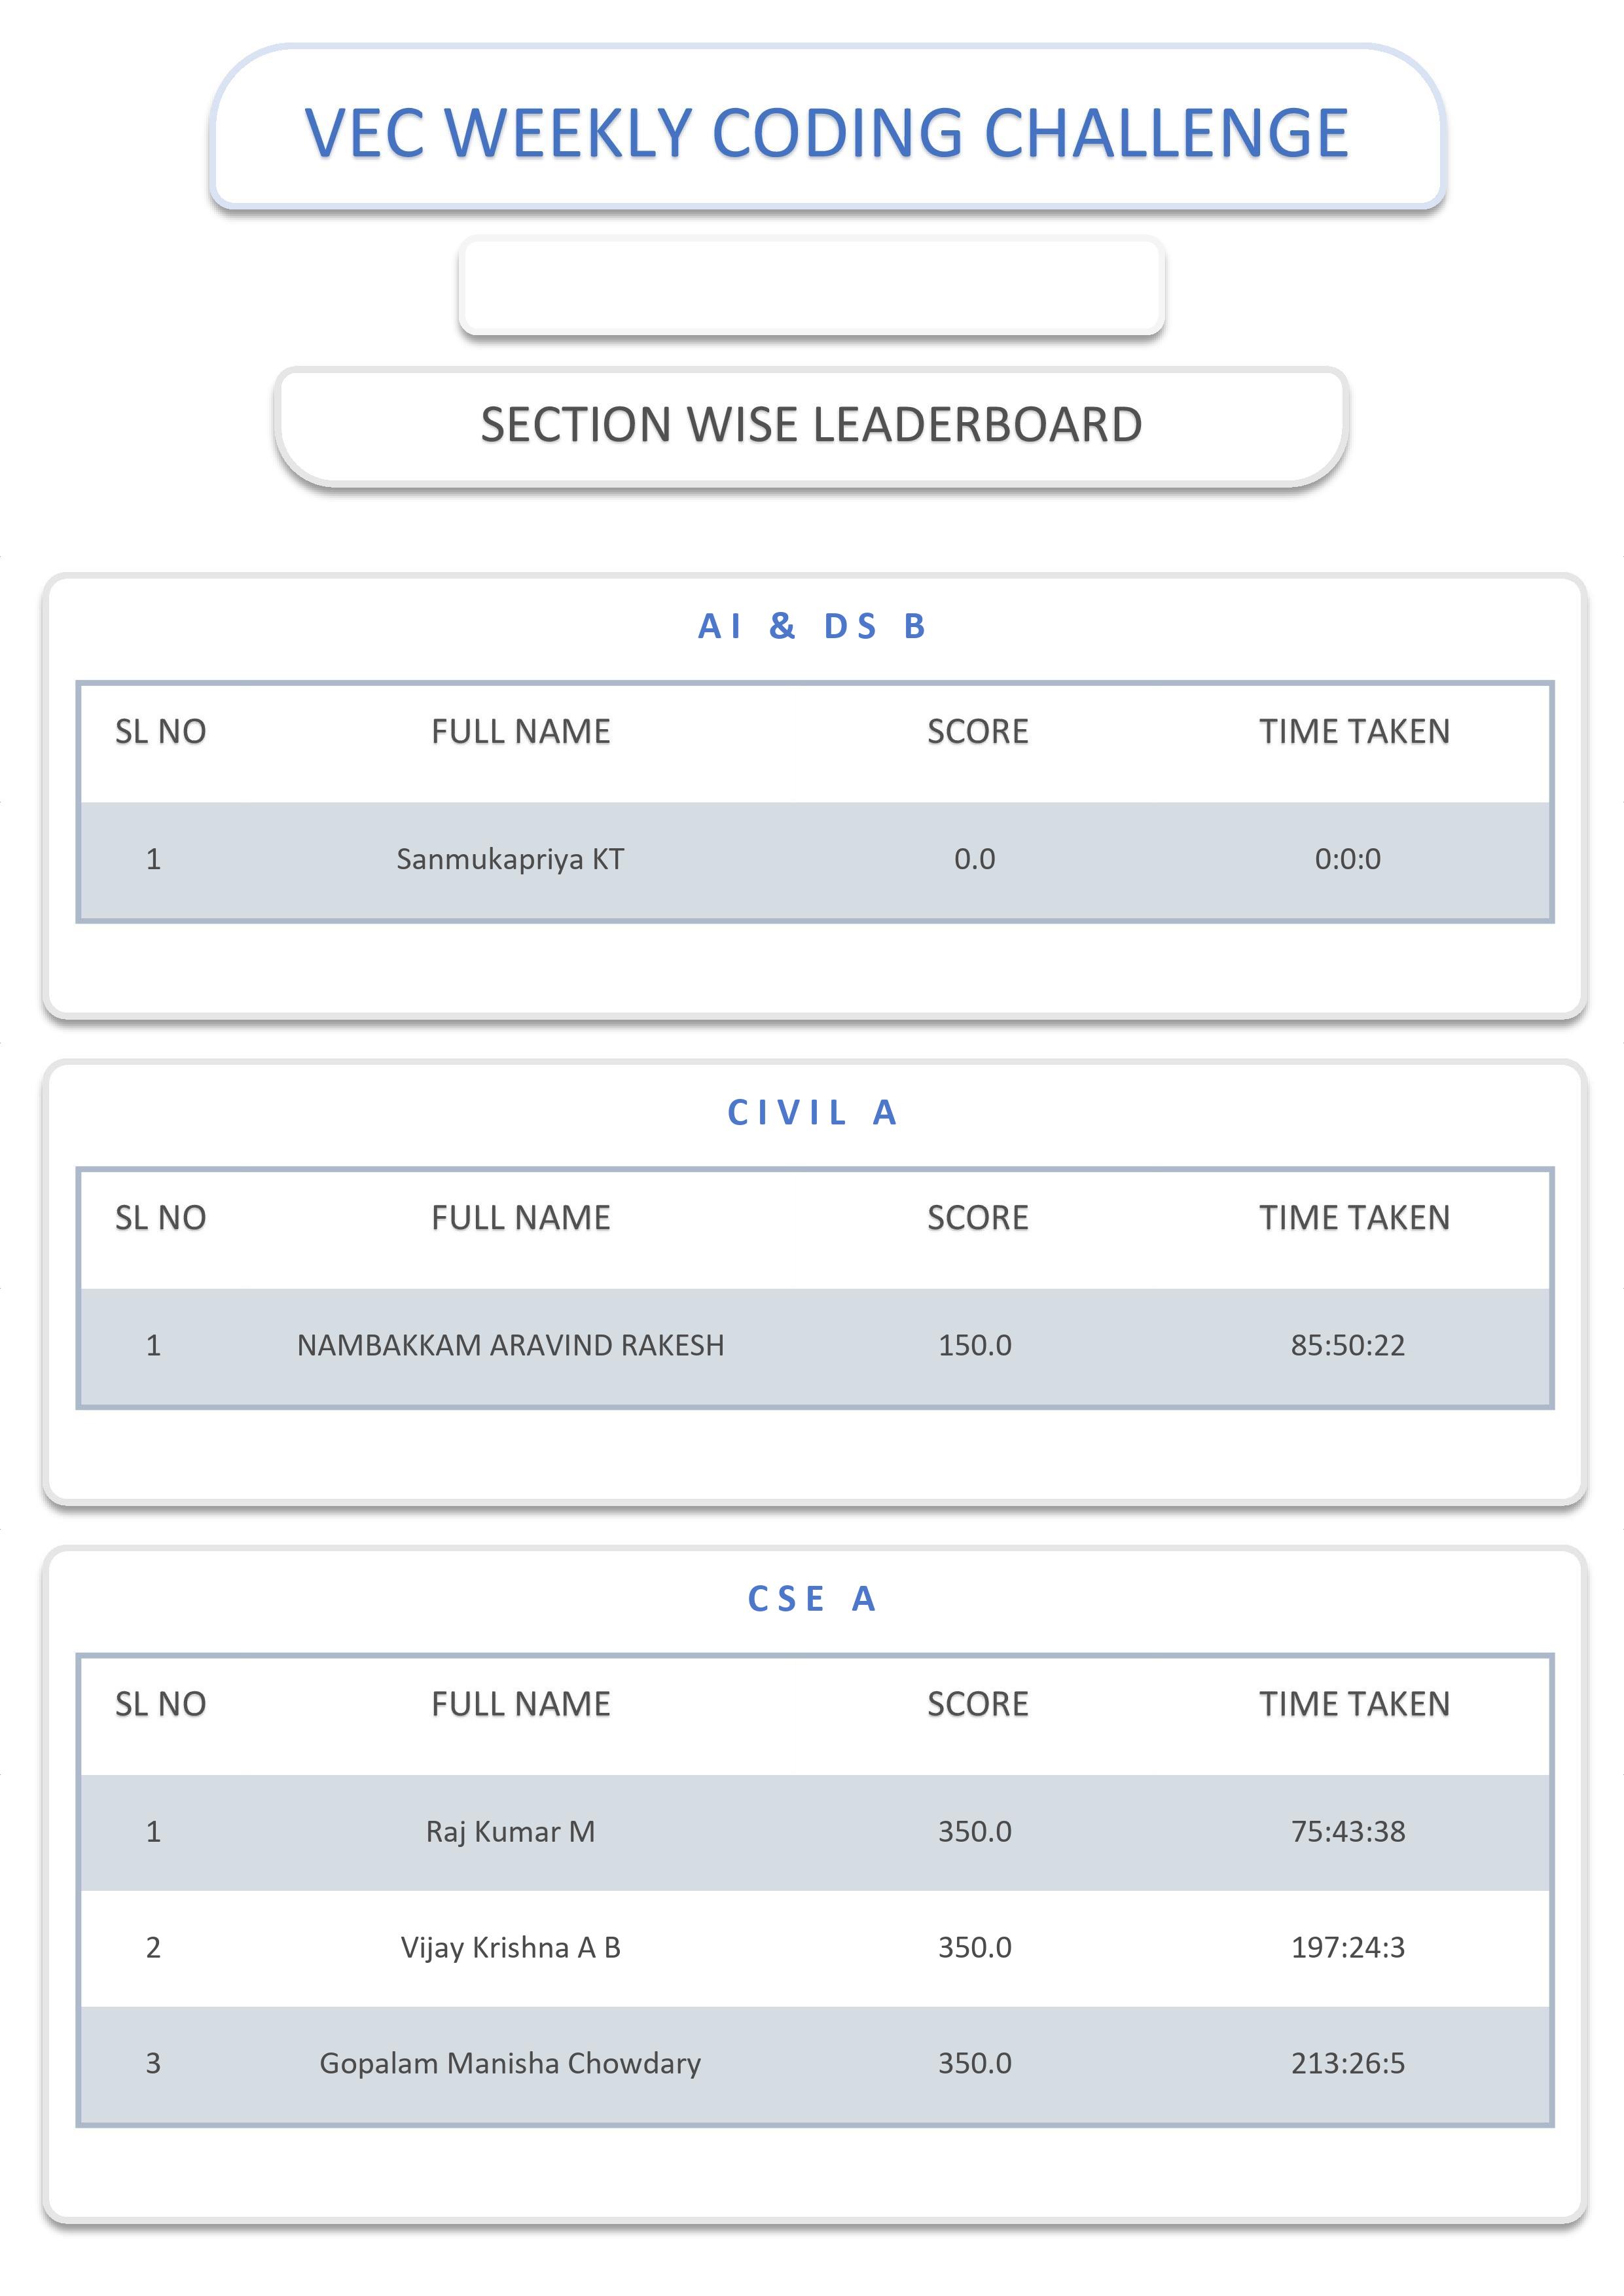 VEC WEEKLY CODING CHALLENGE
SECTION WISE LEADERBOARD
AI & DS B
SL NO FULL NAME SCORE TIME TAKEN
1 Sanmukapriya KT 0.0 0:0:0
CIVIL A
SL NO FULL NAME SCORE TIME TAKEN
1 NAMBAKKAM ARAVIND RAKESH 150.0 85:50:22
CSE A
SL NO FULL NAME SCORE TIME TAKEN
1 Raj Kumar M 350.0 75:43:38
2 Vijay Krishna A B 350.0 197:24:3
3 Gopalam Manisha Chowdary 350.0 213:26:5